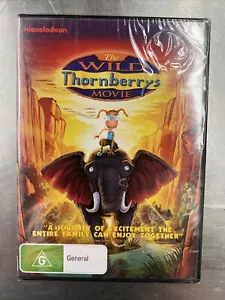 nickelodeon
The
WILD
Thornberrys
MOVIE
"A JOURNEY OF EXCITEMENT THE
ENTIRE FAMILY CAN ENJOY TOGETHER"
G
General